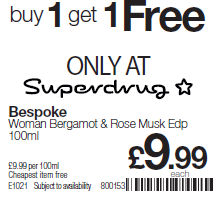 buy 1 get 1 Free
ONLY AT
Superdrug
Bespoke
Woman Bergamot & Rose Musk Edp
100ml
£9.99
each
£9.99 per 100ml
Cheapest item free
E1021 Subject to availability 800153